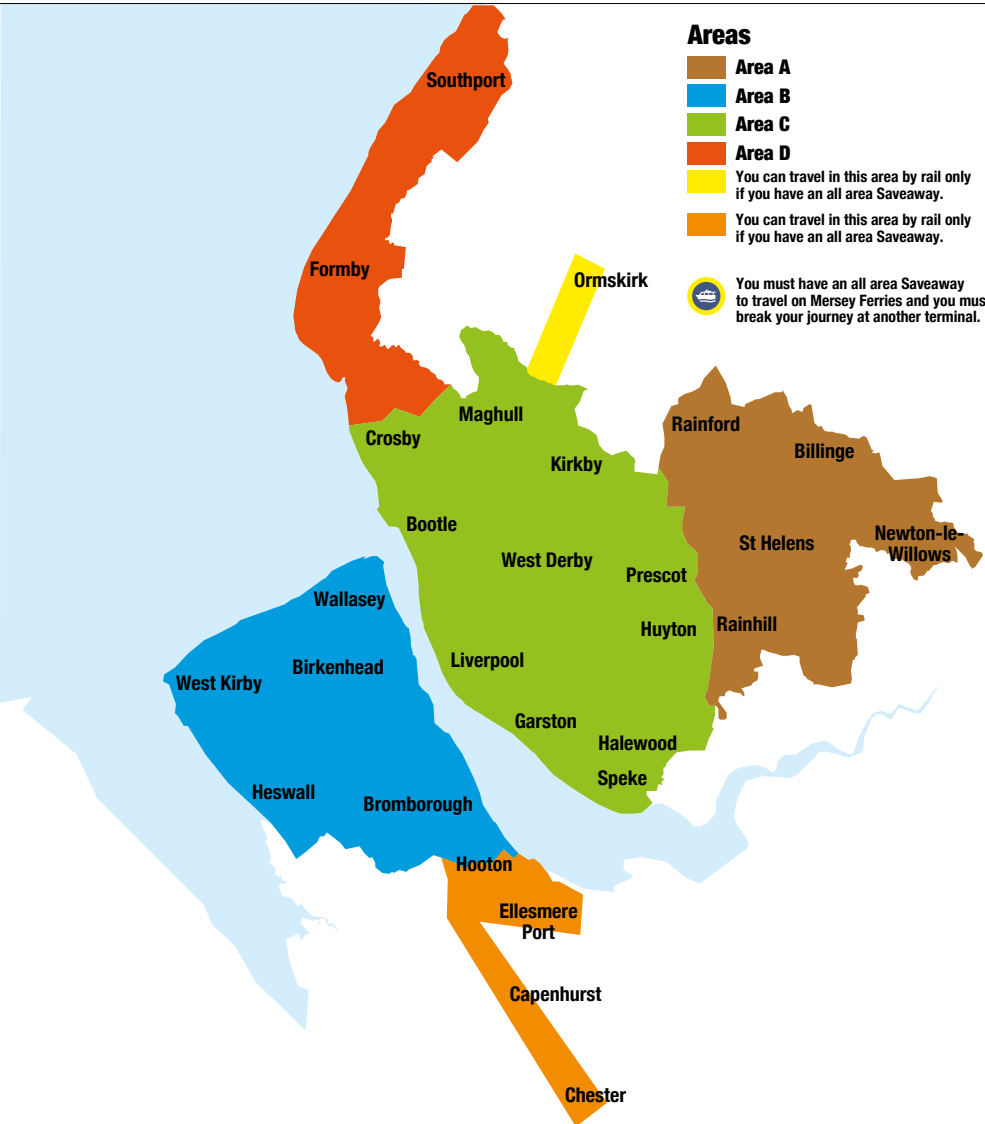 Areas
Area A
Area B
Area C
Area D
You can travel in this area by rail only
if you have an all area Saveaway.
You can travel in this area by rail only
if you have an all area Saveaway.
You must have an all area Saveaway
to travel on Mersey Ferries and you mus
break your journey at another terminal.
Southport
Formby
Ormskirk
Maghull
Crosby
Kirkby
Rainford
Billinge
Bootle
West Derby
St Helens
Newton-le-
Willows
Prescot
Wallasey
Huyton
Rainhill
Birkenhead
Liverpool
West Kirby
Garston
Halewood
Speke
Heswall
Bromborough
Hooton
Ellesmere
Port
Capenhurst
Chester